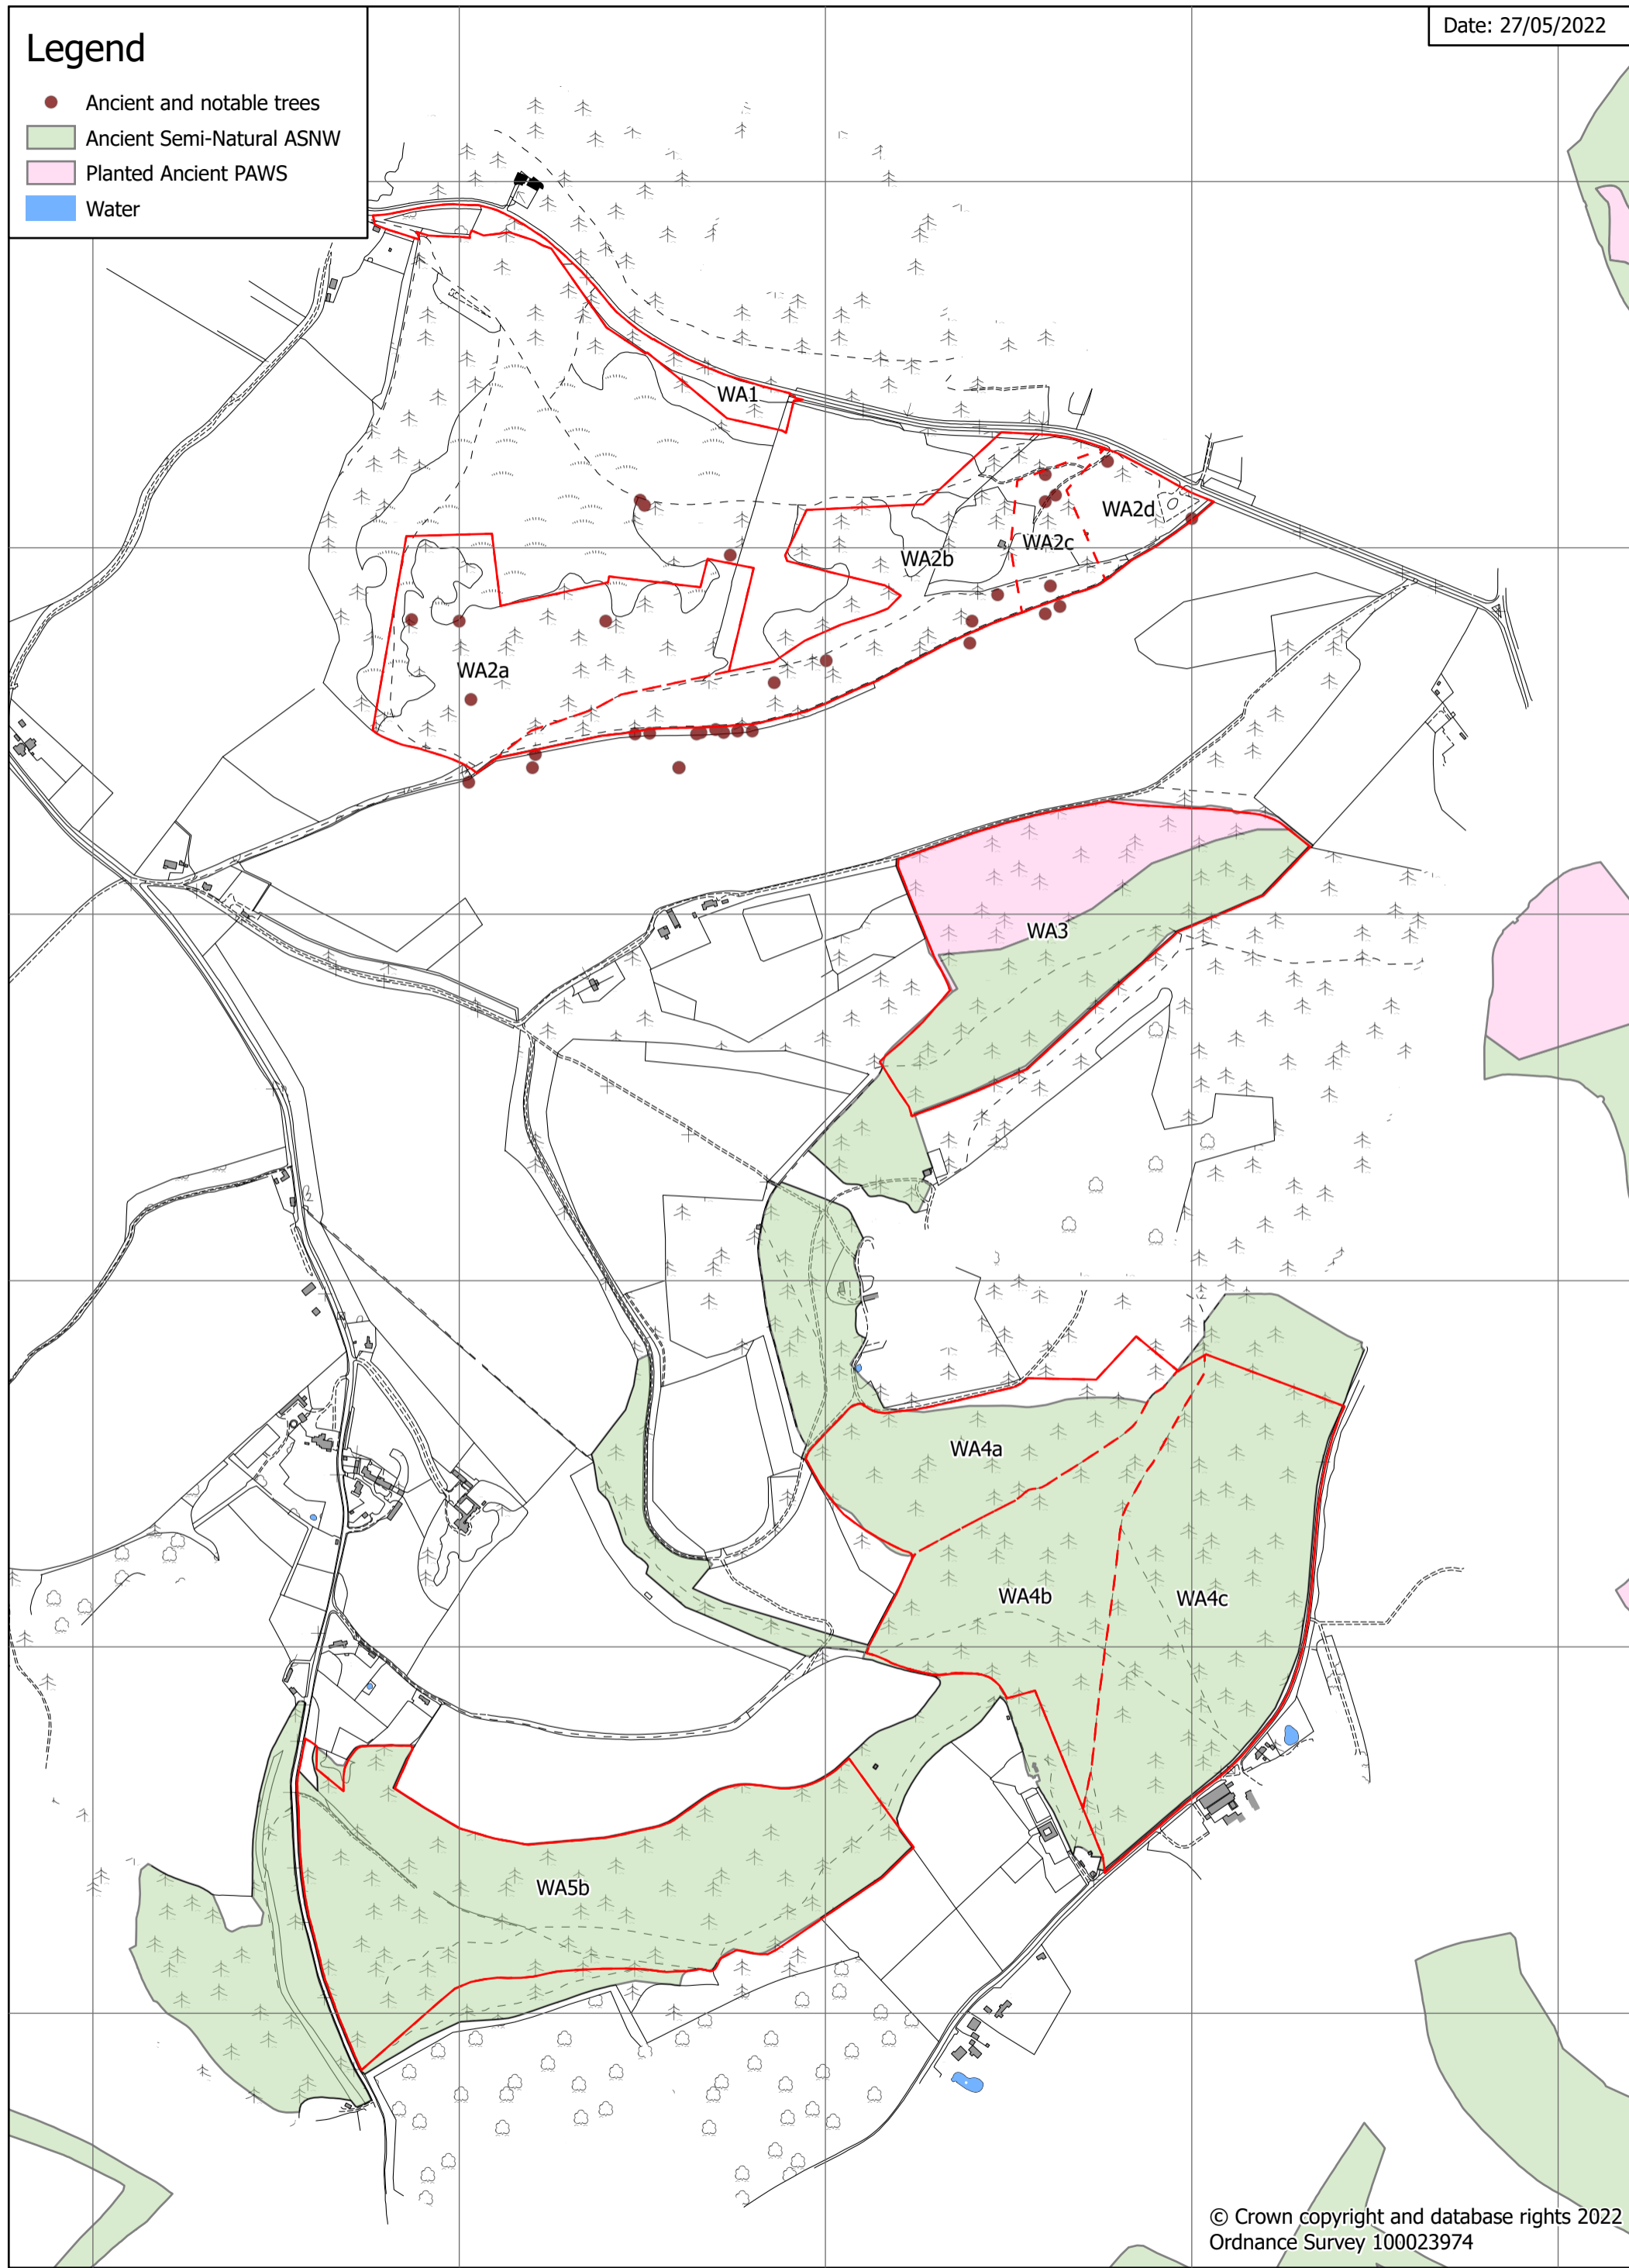 Legend
Ancient and notable trees
Ancient Semi-Natural ASNW
Planted Ancient PAWS
Water
Date: 27/05/2022
WA1
WA2d
WA2c
WA2b
WA2a
WA3
WA4a
WA4b
WA4c
WA5b
© Crown copyright and database rights 2022
Ordnance Survey 100023974